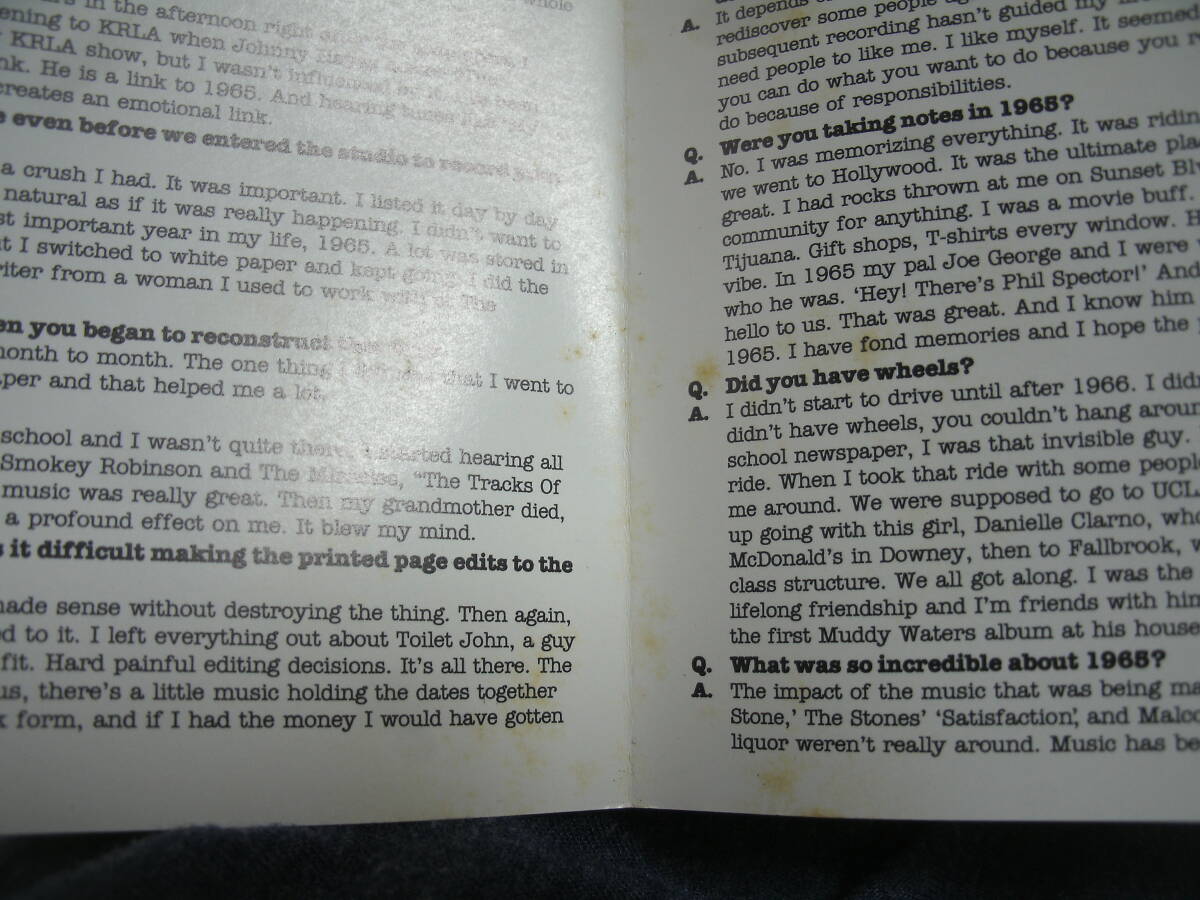 whole
in the afternoon right
ening to KRLA when Johnny
KRLA show, but I wasn't influenced
nk. He is a link to 1965. And hearing tunes
creates an emotional link.
e even before we entered the studio to record
a crush I had. It was important. I listed it day by day
natural as if it was really happening. I didn't want to
st important year in my life, 1965. A lot was stored in
t I switched to white paper and kept going. I did the
riter from a woman I used to work with at The
en you began to reconstruct
month to month. The one thing I that I went to
aper and that helped me a lot.
school and I wasn't quite there. I started hearing all
Smokey Robinson and The Miracles, "The Tracks Of
music was really great. Then my grandmother died,
a profound effect on me. It blew my mind.
s it difficult making the printed page edits to the
made sense without destroying the thing. Then again,
ed to it. I left everything out about Toilet John, a guy
fit. Hard painful editing decisions. It's all there. The
us, there's a little music holding the dates together
k form, and if I had the money I would have gotten
A. It depends
rediscover some people
subsequent recording hasn't guided my
need people to like me. I like myself. It seemed
you can do what you want to do because you
do because of responsibilities.
Q. Were you taking notes in 1965?
A. No. I was memorizing everything. It was ridin
we went to Hollywood. It was the ultimate pla
great. I had rocks thrown at me on Sunset Bl
community for anything. I was a movie buff.
Tijuana. Gift shops, T-shirts every window. H
vibe. In 1965 my pal Joe George and I were
who he was. 'Hey! There's Phil Spector!' And
hello to us. That was great. And I know him
1965. I have fond memories and I hope the
Q. Did you have wheels?
A. I didn't start to drive until after 1966. I did
didn't have wheels, you couldn't hang aroun
school newspaper, I was that invisible guy.
ride. When I took that ride with some people
me around. We were supposed to go to UCL
up going with this girl, Danielle Clarno, who
McDonald's in Downey, then to Fallbrook, w
class structure. We all got along. I was the
lifelong friendship and I'm friends with him
the first Muddy Waters album at his house
Q. What was so incredible about 1965?
A. The impact of the music that was being ma
Stone,' The Stones' 'Satisfaction', and Malco
liquor weren't really around. Music has be